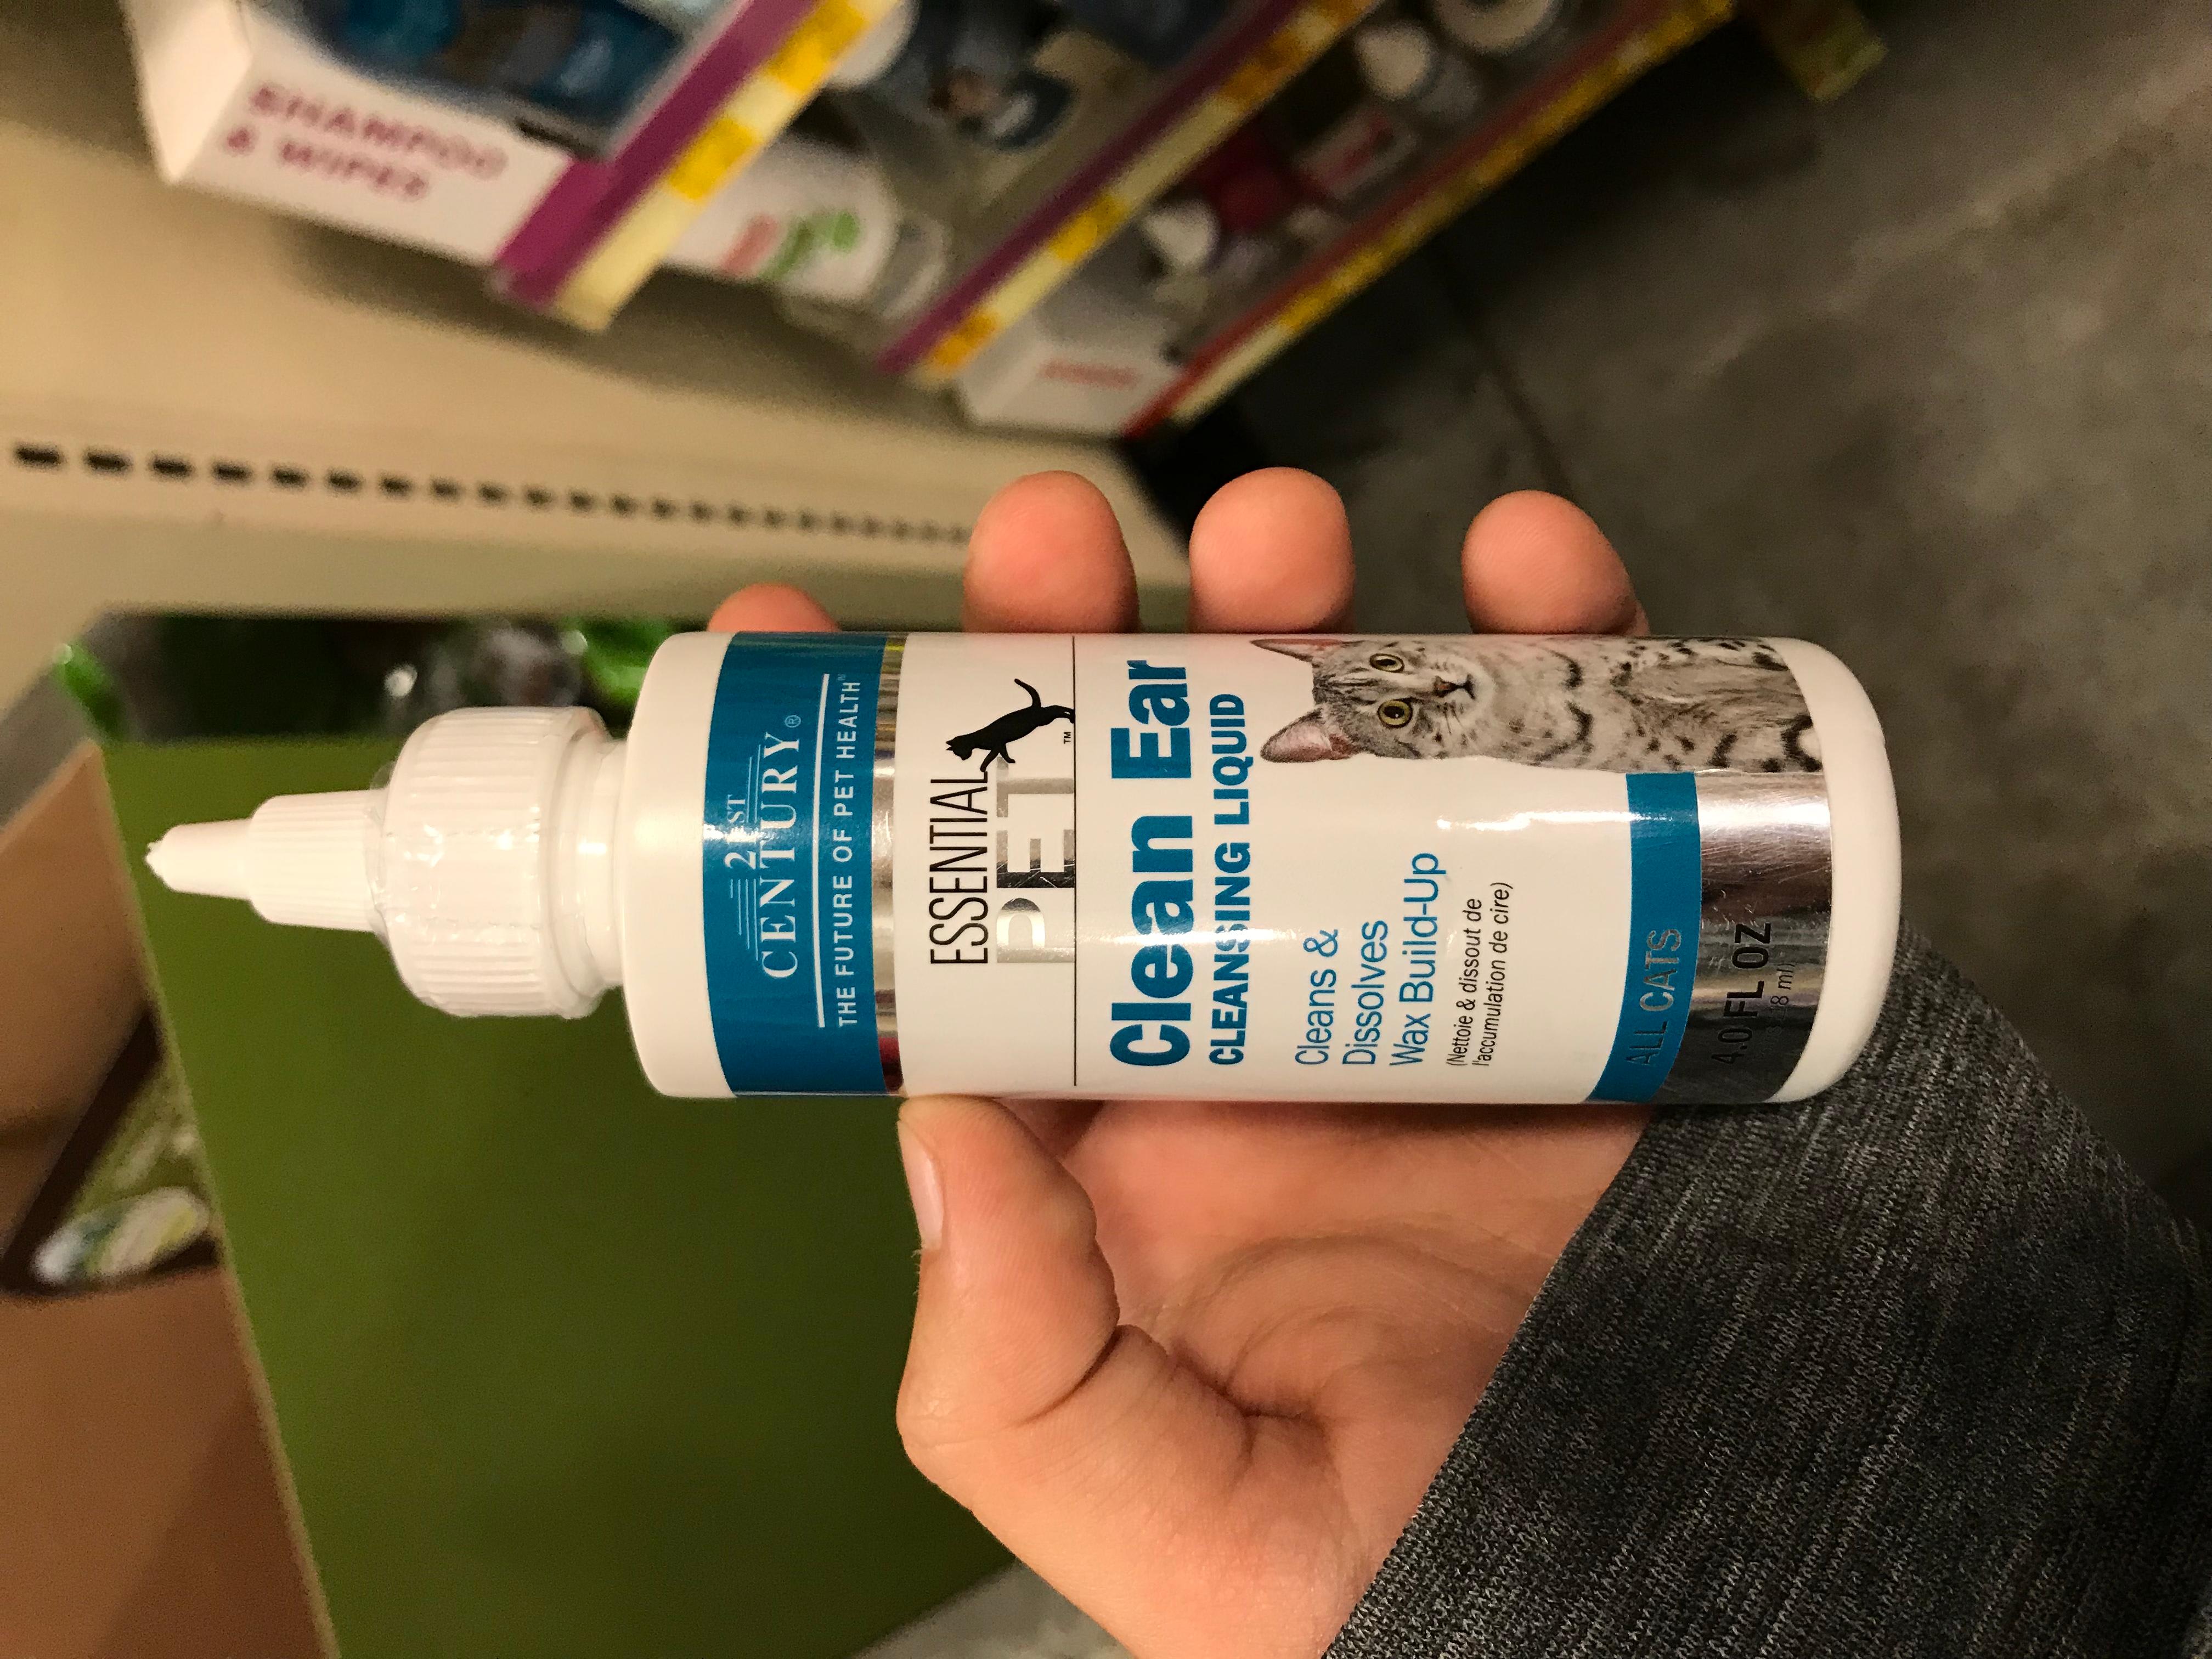 SHAMPOO
& WIPES
21ST
CENTURY®
THE FUTURE OF PET HEALTH
ESSENTIAL
PET™
Clean Ear
CLEANSING LIQUID
Cleans &
Dissolves
Wax Build-Up
(Nettoie & dissout de
l'accumulation de cire)
ALL CATS
4.0 FL OZ
ml)